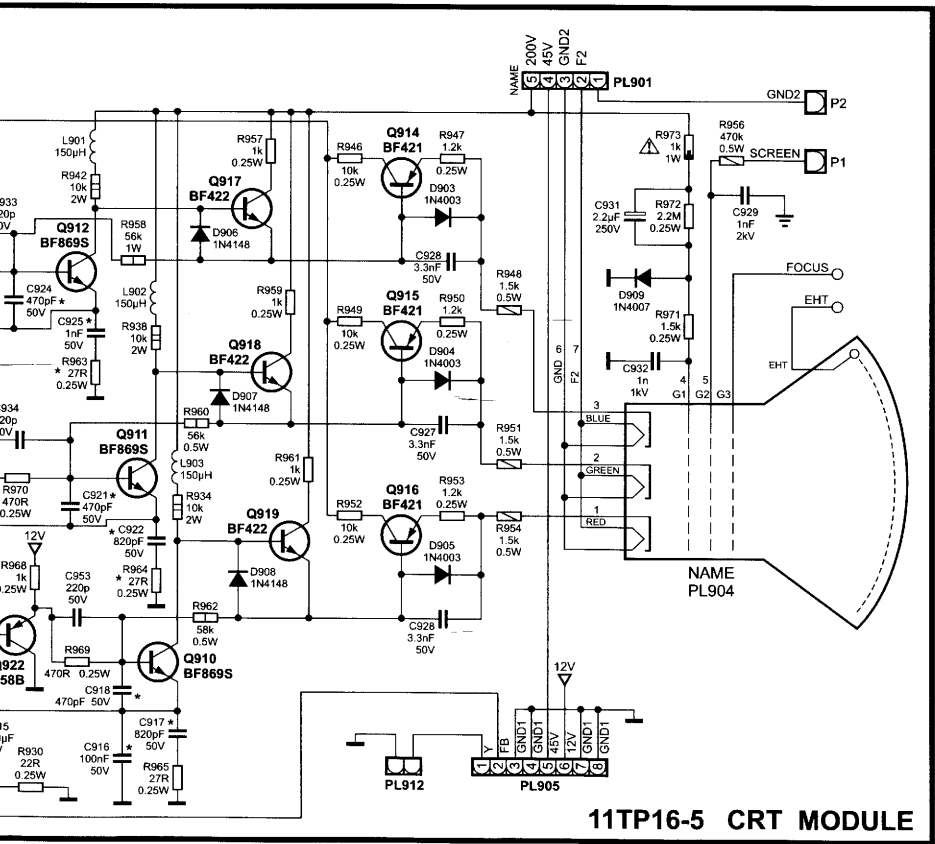 NAME
200V
45V
GND2
F2
5 4 3 2 1
PL901
GND2
P2
R973
1k
1W
R956
470k
0.5W
SCREEN
P1
L901
150µH
R957
1k
0.25W
R946
10k
0.25W
Q914
BF421
R947
1.2k
0.25W
R942
10k
2W
Q917
BF422
D903
1N4003
C931
2.2µF
250V
R972
2.2M
0.25W
C929
1nF
2kV
Q912
BF869S
R958
56k
1W
D906
1N4148
C928
3.3nF
50V
R948
1.5k
0.5W
D909
1N4007
FOCUS
EHT
C924
470pF *
50V
L902
150µH
R959
1k
0.25W
R949
10k
0.25W
Q915
BF421
R950
1.2k
0.25W
R971
1.5k
0.25W
C925 *
1nF
50V
R938
10k
2W
Q918
BF422
D904
1N4003
GND 6
F2 7
C932
1n
1kV
4
G1
5
G2
G3
EHT
R963
* 27R
0.25W
D907
1N4148
R960
56k
0.5W
C927
3.3nF
50V
R951
1.5k
0.5W
3
BLUE
2
GREEN
1
RED
Q911
BF869S
L903
150µH
R961
1k
0.25W
R952
10k
0.25W
Q916
BF421
R953
1.2k
0.25W
R954
1.5k
0.5W
R970
470R
0.25W
C921 *
470pF
50V
R934
10k
2W
Q919
BF422
D905
1N4003
12V
* C922
820pF
50V
D908
1N4148
NAME
PL904
R968
1k
C953
220p
50V
R964
* 27R
0.25W
R962
58k
0.5W
C928
3.3nF
50V
R969
470R 0.25W
Q910
BF869S
C918
470pF 50V *
12V
C917 *
820pF
50V
C916
100nF *
50V
R930
22R
0.25W
R965
27R
0.25W
PL912
Y
FB
GND1
GND1
45V
12V
GND1
GND1
1 2 3 4 5 6 7 8
PL905
11TP16-5 CRT MODULE